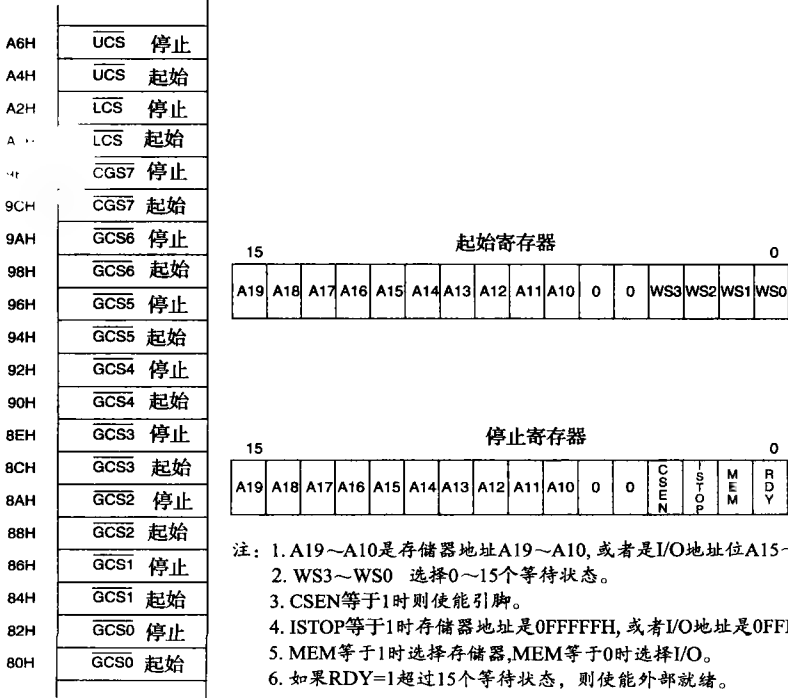 A6H UCS 停止
A4H UCS 起始
A2H LCS 停止
LCS 起始
CGS7 停止
9CH CGS7 起始
9AH GCS6 停止
98H GCS6 起始
96H GCS5 停止
94H GCS5 起始
92H GCS4 停止
90H GCS4 起始
8EH GCS3 停止
8CH GCS3 起始
8AH GCS2 停止
88H GCS2 起始
86H GCS1 停止
84H GCS1 起始
82H GCS0 停止
80H GCS0 起始
起始寄存器
15 0
A19 A18 A17 A16 A15 A14 A13 A12 A11 A10 0 0 WS3 WS2 WS1 WS0
停止寄存器
15 0
A19 A18 A17 A16 A15 A14 A13 A12 A11 A10 0 0 CSEN ISTOP MEM RDY
注：1. A19～A10是存储器地址A19～A10, 或者是I/O地址位A15~
2. WS3～WS0 选择0～15个等待状态。
3. CSEN等于1时则使能引脚。
4. ISTOP等于1时存储器地址是0FFFFFH, 或者I/O地址是0FF
5. MEM等于1时选择存储器,MEM等于0时选择I/O。
6. 如果RDY=1超过15个等待状态，则使能外部就绪。